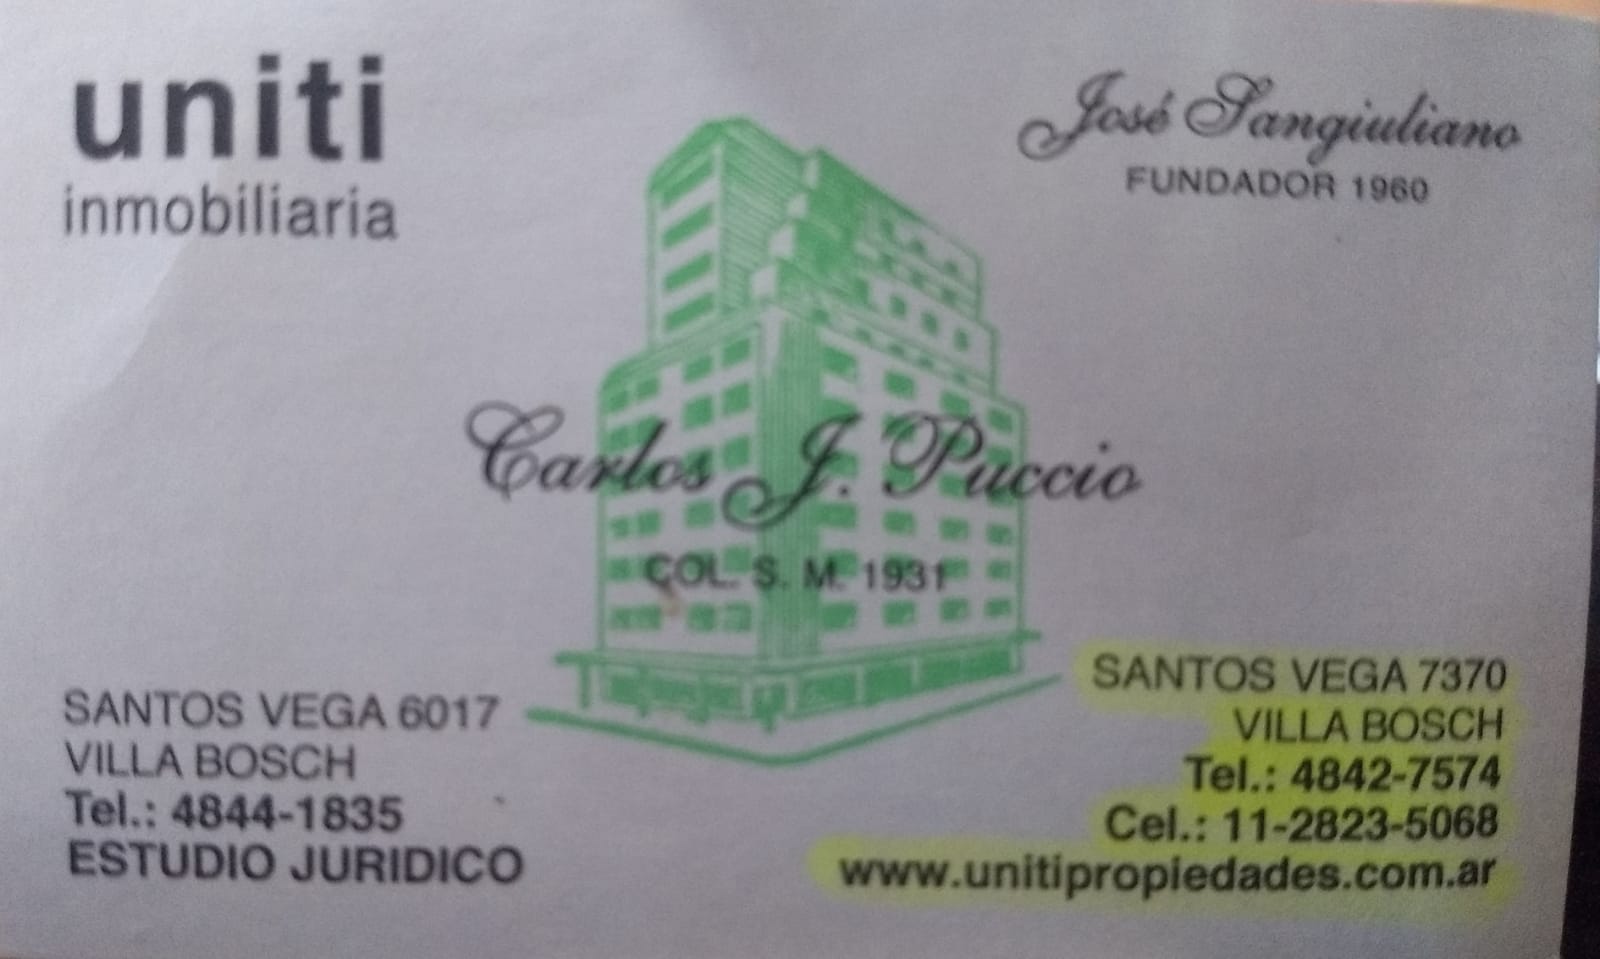 uniti
inmobiliaria
José Sangiuliano
FUNDADOR 1960
Carlos J. Puccio
COL. S. M. 1931
SANTOS VEGA 6017
VILLA BOSCH
Tel.: 4844-1835
ESTUDIO JURIDICO
SANTOS VEGA 7370
VILLA BOSCH
Tel.: 4842-7574
Cel.: 11-2823-5068
www.unitipropiedades.com.ar